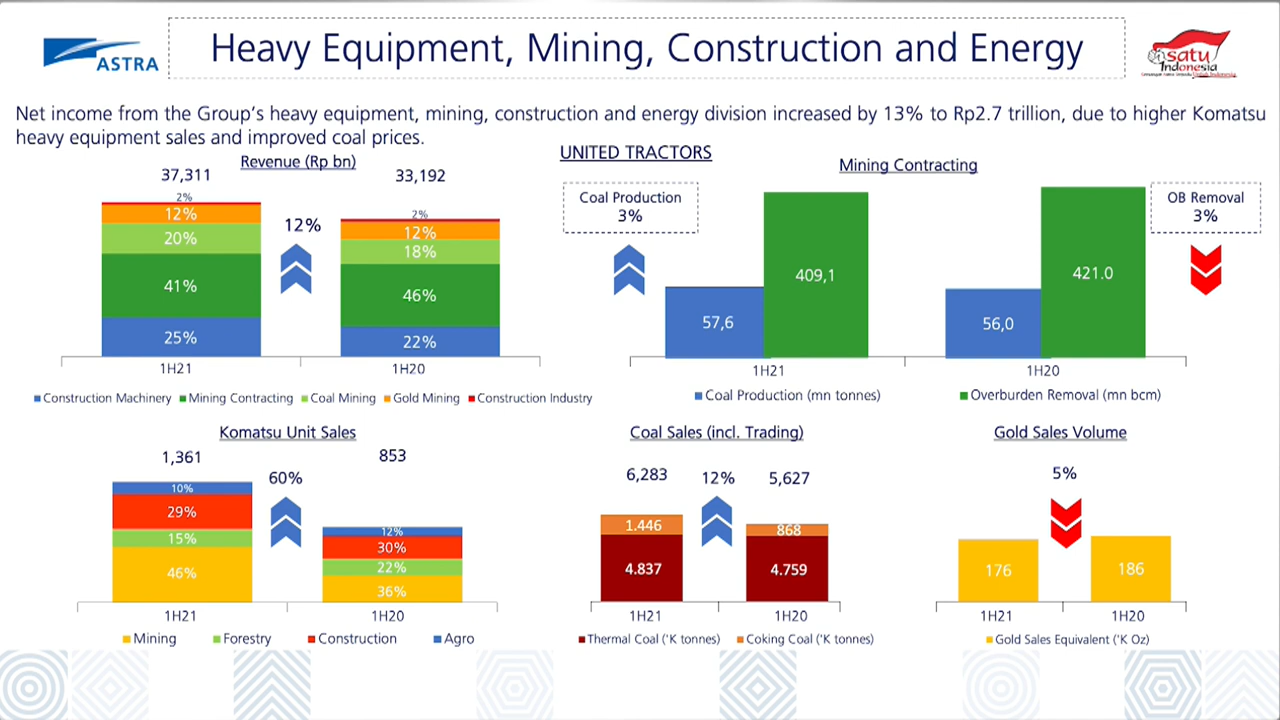 ASTRA
Heavy Equipment, Mining, Construction and Energy
satu
Indonesia
Net income from the Group's heavy equipment, mining, construction and energy division increased by 13% to Rp2.7 trillion, due to higher Komatsu
heavy equipment sales and improved coal prices.
UNITED TRACTORS
Revenue (Rp bn)
37,311
33,192
2%
12%
20%
41%
25%
12%
2%
12%
18%
46%
22%
1H21
1H20
Construction Machinery Mining Contracting Coal Mining Gold Mining Construction Industry
Mining Contracting
Coal Production
3%
OB Removal
3%
57,6
409,1
56,0
421.0
1H21
1H20
Coal Production (mn tonnes) Overburden Removal (mn bcm)
Komatsu Unit Sales
1,361
853
60%
10%
29%
15%
46%
12%
30%
22%
36%
1H21
1H20
Mining Forestry Construction Agro
Coal Sales (incl. Trading)
6,283
12%
5,627
1.446
4.837
868
4.759
1H21
1H20
Thermal Coal ('K tonnes) Coking Coal ('K tonnes)
Gold Sales Volume
5%
176
186
1H21
1H20
Gold Sales Equivalent ('K Oz)